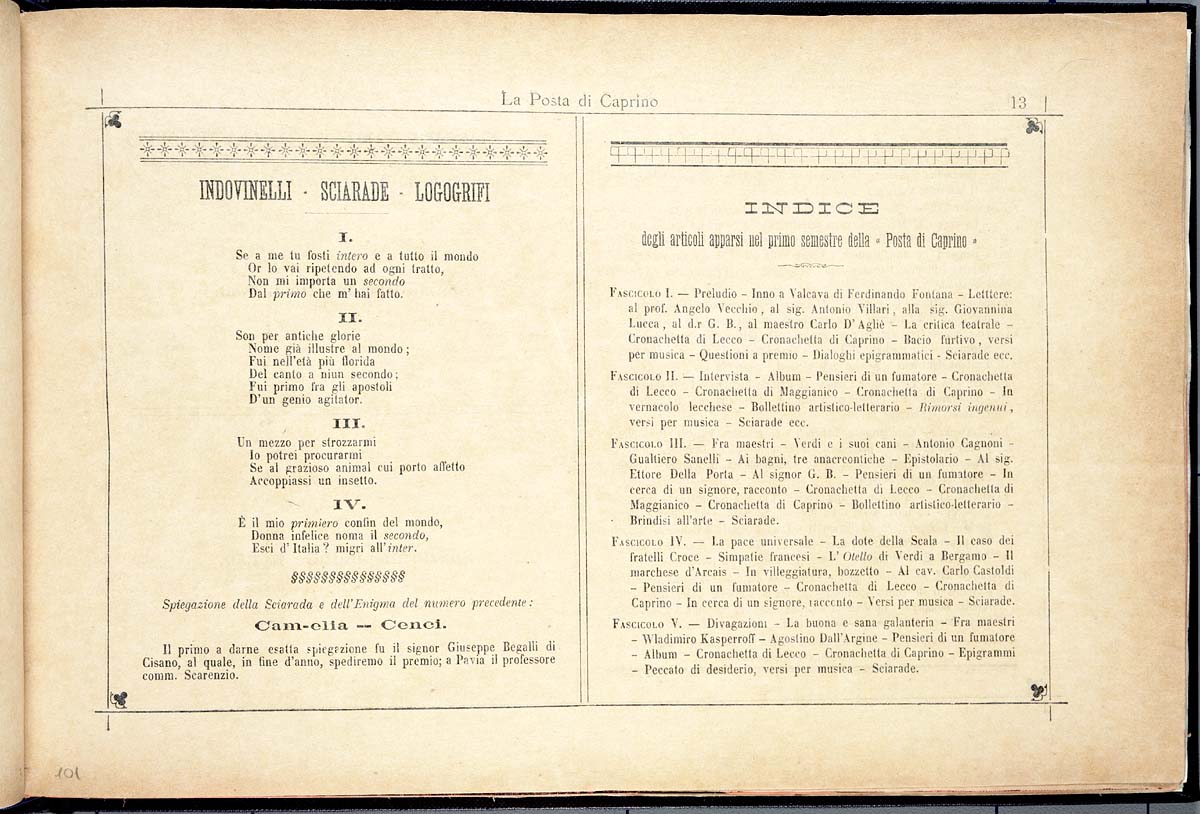 La Posta di Caprino
13
INDOVINELLI - SCIARADE - LOGOGRIFI
I.
Se a me tu fosti intero e a tutto il mondo
Or lo vai ripetendo ad ogni tratto,
Non mi importa un secondo
Dal primo che m' hai fatto.
II.
Son per antiche glorie
Nome già illustre al mondo;
Fui nell'età più florida
Del canto a niun secondo;
Fui primo fra gli apostoli
D'un genio agitator.
III.
Un mezzo per strozzarmi
Io potrei procurarmi
Se al grazioso animal cui porto affetto
Accoppiassi un insetto.
IV.
È il mio primiero confin del mondo,
Donna infelice noma il secondo,
Esci d' Italia? migri all'inter.
§§§§§§§§§§§§§§§
Spiegazione della Sciarada e dell'Enigma del numero precedente:
Cam-elia -- Cenci.
Il primo a darne esatta spiegazione fu il signor Giuseppe Begalli di
Cisano, al quale, in fine d'anno, spediremo il premio; a Pavia il professore
comm. Scarenzio.
INDICE
degli articoli apparsi nel primo semestre della « Posta di Caprino »
FASCICOLO I. — Preludio - Inno a Valcava di Ferdinando Fontana - Letttere:
al prof. Angelo Vecchio, al sig. Antonio Villari, alla sig. Giovannina
Lucca, al d.r G. B., al maestro Carlo D'Agliè - La critica teatrale -
Cronachetta di Lecco - Cronachetta di Caprino - Bacio furtivo, versi
per musica - Questioni a premio - Dialoghi epigrammatici - Sciarade ecc.
FASCICOLO II. — Intervista - Album - Pensieri di un fumatore - Cronachetta
di Lecco - Cronachetta di Maggianico - Cronachetta di Caprino - In
vernacolo lecchese - Bollettino artistico-letterario - Rimorsi ingenui,
versi per musica - Sciarade ecc.
FASCICOLO III. — Fra maestri - Verdi e i suoi cani - Antonio Cagnoni -
Gualtiero Sanelli - Ai bagni, tre anacreontiche - Epistolario - Al sig.
Ettore Della Porta - Al signor G. B. - Pensieri di un fumatore - In
cerca di un signore, racconto - Cronachetta di Lecco - Cronachetta di
Maggianico - Cronachetta di Caprino - Bollettino artistico-letterario -
Brindisi all'arte - Sciarade.
FASCICOLO IV. — La pace universale - La dote della Scala - Il caso dei
fratelli Croce - Simpatie francesi - L' Otello di Verdi a Bergamo - Il
marchese d'Arcais - In villeggiatura, bozzetto - Al cav. Carlo Castoldi
- Pensieri di un fumatore - Cronachetta di Lecco - Cronachetta di
Caprino - In cerca di un signore, racconto - Versi per musica - Sciarade.
FASCICOLO V. — Divagazioni - La buona e sana galanteria - Fra maestri
- Wladimiro Kasperroff - Agostino Dall'Argine - Pensieri di un fumatore
- Album - Cronachetta di Lecco - Cronachetta di Caprino - Epigrammi
- Peccato di desiderio, versi per musica - Sciarade.
101